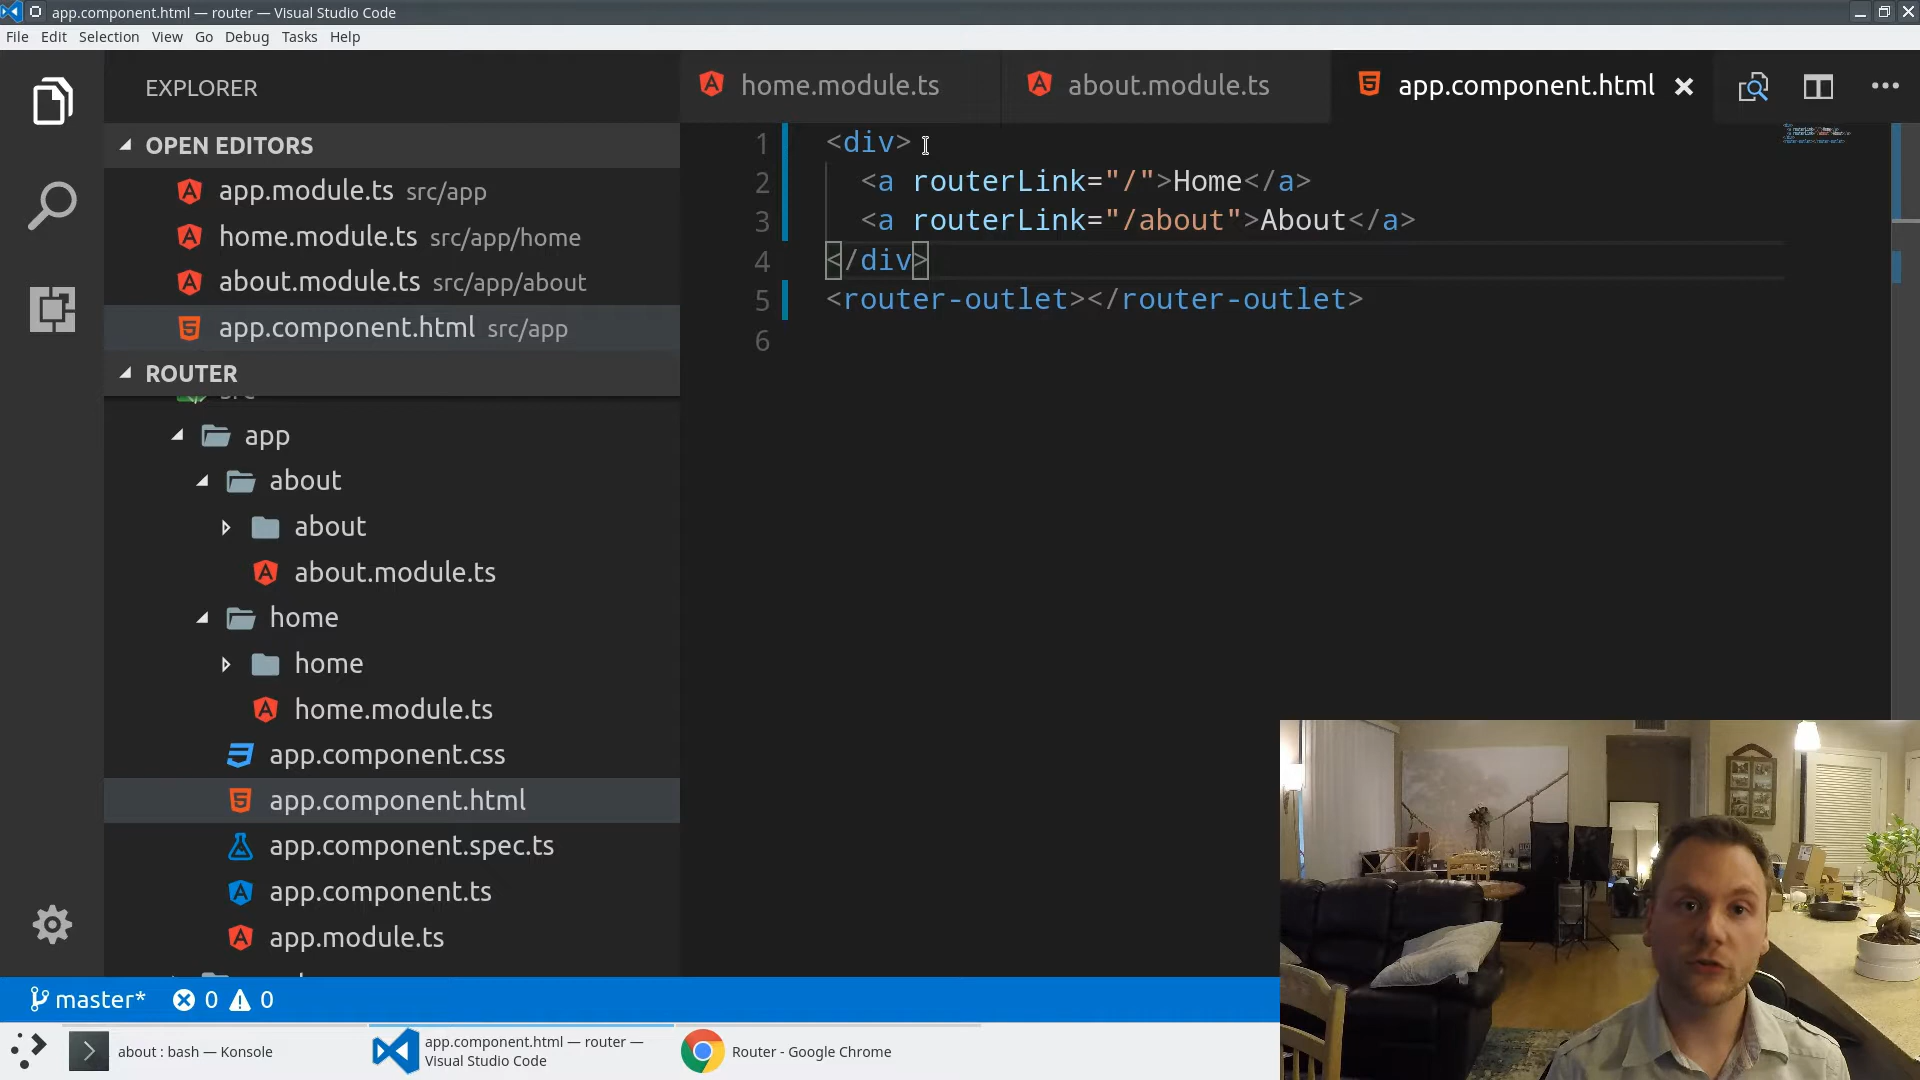 app.component.html — router — Visual Studio Code
File Edit Selection View Go Debug Tasks Help
EXPLORER
OPEN EDITORS
app.module.ts src/app
home.module.ts src/app/home
about.module.ts src/app/about
app.component.html src/app
ROUTER
src
app
about
about
about.module.ts
home
home
home.module.ts
app.component.css
app.component.html
app.component.spec.ts
app.component.ts
app.module.ts
home.module.ts
about.module.ts
app.component.html
1 <div>
2 <a routerLink="/">Home</a>
3 <a routerLink="/about">About</a>
4 </div>
5 <router-outlet></router-outlet>
6
master* 0 0
about : bash — Konsole
app.component.html — router —
Visual Studio Code
Router - Google Chrome